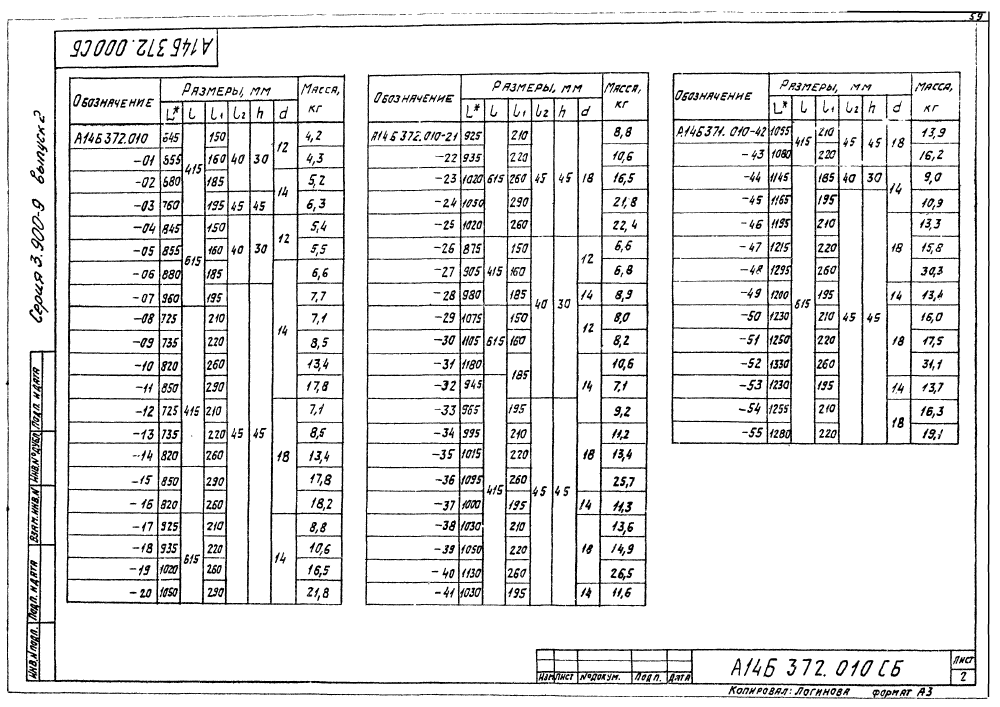 59
А14Б 372.000 СБ
Серия 3.900-9 выпуск 2
Обозначение Размеры, мм Масса, кг
L* l l₁ l₂ h d
А14Б372.010 645 415 150 40 30 12 4,2
-01 655 160 4,3
-02 680 185 14 5,2
-03 760 195 45 45 6,3
-04 845 615 150 40 30 12 5,4
-05 855 160 5,5
-06 880 185 14 6,6
-07 960 195 45 45 7,7
-08 725 415 210 7,1
-09 735 220 8,5
-10 820 260 13,4
-11 850 290 17,8
-12 725 210 18 7,1
-13 735 220 8,5
-14 820 260 13,4
-15 850 290 17,8
-16 820 260 18,2
-17 925 615 210 14 8,8
-18 935 220 10,6
-19 1020 260 16,5
-20 1050 290 21,8
Обозначение Размеры, мм Масса, кг
L* l l₁ l₂ h d
А14Б372.010-21 925 615 210 45 45 18 8,8
-22 935 220 10,6
-23 1020 260 16,5
-24 1050 290 21,8
-25 1020 260 22,4
-26 875 415 150 40 30 12 6,6
-27 905 160 6,8
-28 980 185 14 8,9
-29 1075 615 150 12 8,0
-30 1105 160 8,2
-31 1180 185 14 10,6
-32 945 7,1
-33 965 415 195 45 45 9,2
-34 995 210 18 11,2
-35 1015 220 13,4
-36 1095 260 25,7
-37 1000 195 14 11,3
-38 1030 210 18 13,6
-39 1050 220 14,9
-40 1130 260 26,5
-41 1030 195 14 11,6
Обозначение Размеры, мм Масса, кг
L* l l₁ l₂ h d
А14Б371.010-42 1055 415 210 45 45 18 13,9
-43 1080 220 16,2
-44 1145 615 185 40 30 14 9,0
-45 1165 195 45 45 10,9
-46 1195 210 18 13,3
-47 1215 220 15,8
-48 1295 260 30,3
-49 1200 195 14 13,4
-50 1230 210 18 16,0
-51 1250 220 17,5
-52 1330 260 31,1
-53 1230 195 14 13,7
-54 1255 210 18 16,3
-55 1280 220 19,1
Инв.№подл. Подп. и дата Взам.инв.№ Инв.№дубл. Подп. и дата
Изм Лист №докум. Подп. Дата
А14Б 372.010 СБ
Лист
2
Копировал: Логинова формат А3